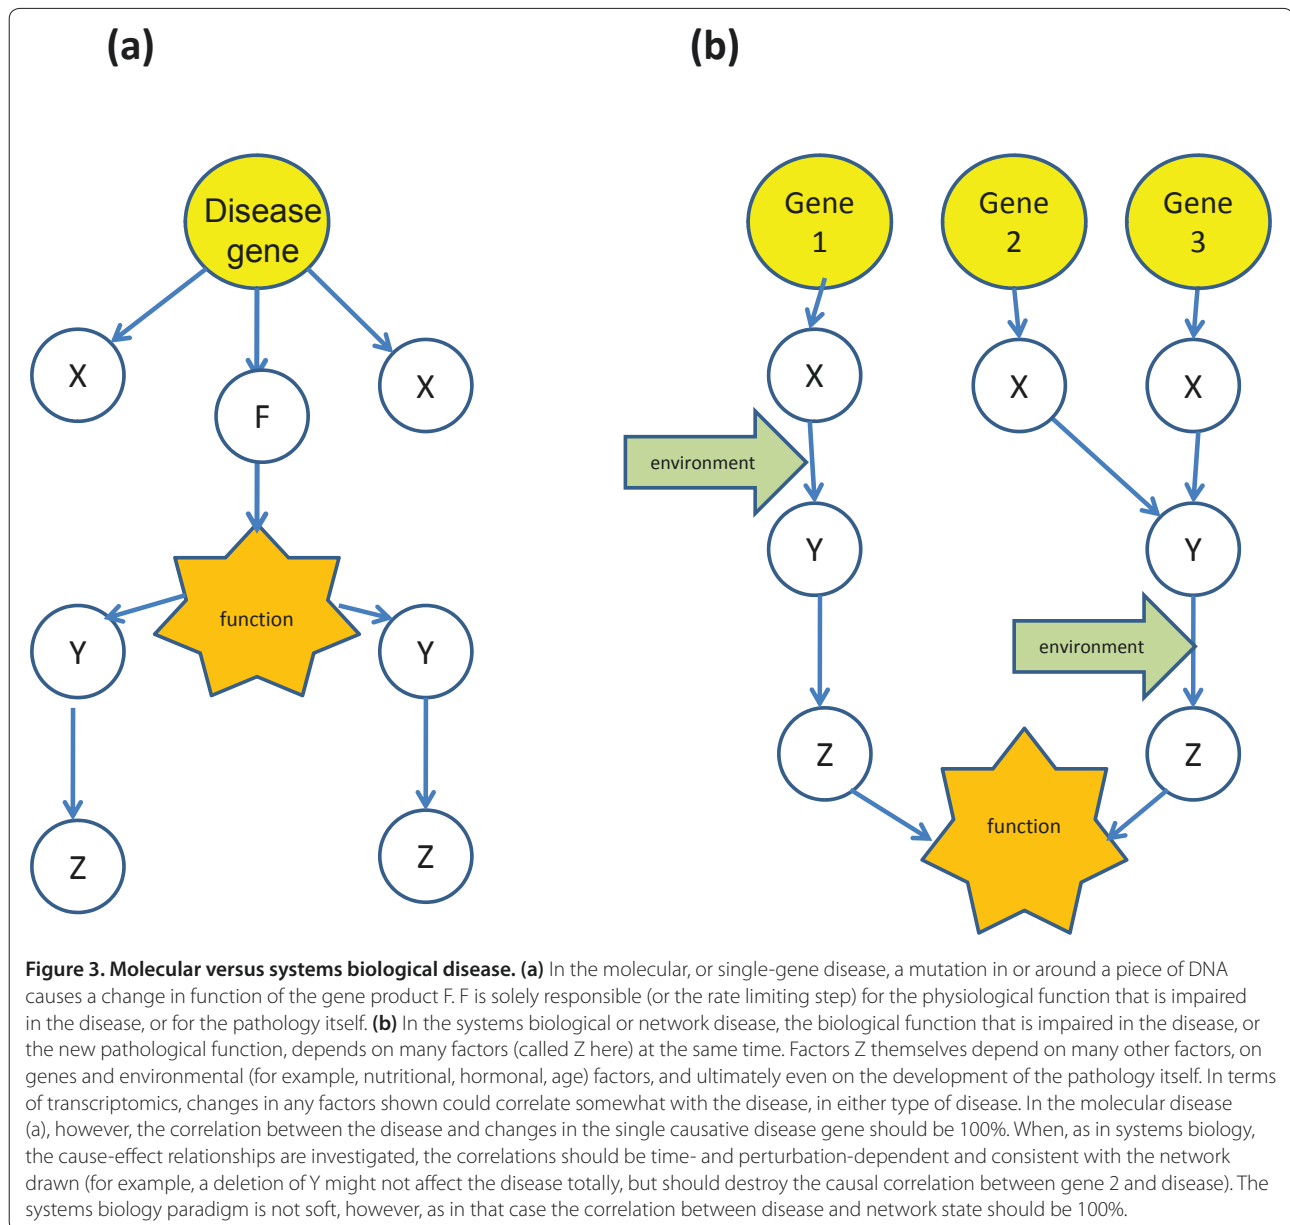 (a)
Disease
gene
X
F
X
function
Y
Y
Z
Z
(b)
Gene
1
Gene
2
Gene
3
X
X
X
environment
Y
Y
environment
Z
Z
function
Figure 3. Molecular versus systems biological disease. (a) In the molecular, or single-gene disease, a mutation in or around a piece of DNA
causes a change in function of the gene product F. F is solely responsible (or the rate limiting step) for the physiological function that is impaired
in the disease, or for the pathology itself. (b) In the systems biological or network disease, the biological function that is impaired in the disease, or
the new pathological function, depends on many factors (called Z here) at the same time. Factors Z themselves depend on many other factors, on
genes and environmental (for example, nutritional, hormonal, age) factors, and ultimately even on the development of the pathology itself. In terms
of transcriptomics, changes in any factors shown could correlate somewhat with the disease, in either type of disease. In the molecular disease
(a), however, the correlation between the disease and changes in the single causative disease gene should be 100%. When, as in systems biology,
the cause-effect relationships are investigated, the correlations should be time- and perturbation-dependent and consistent with the network
drawn (for example, a deletion of Y might not affect the disease totally, but should destroy the causal correlation between gene 2 and disease). The
systems biology paradigm is not soft, however, as in that case the correlation between disease and network state should be 100%.